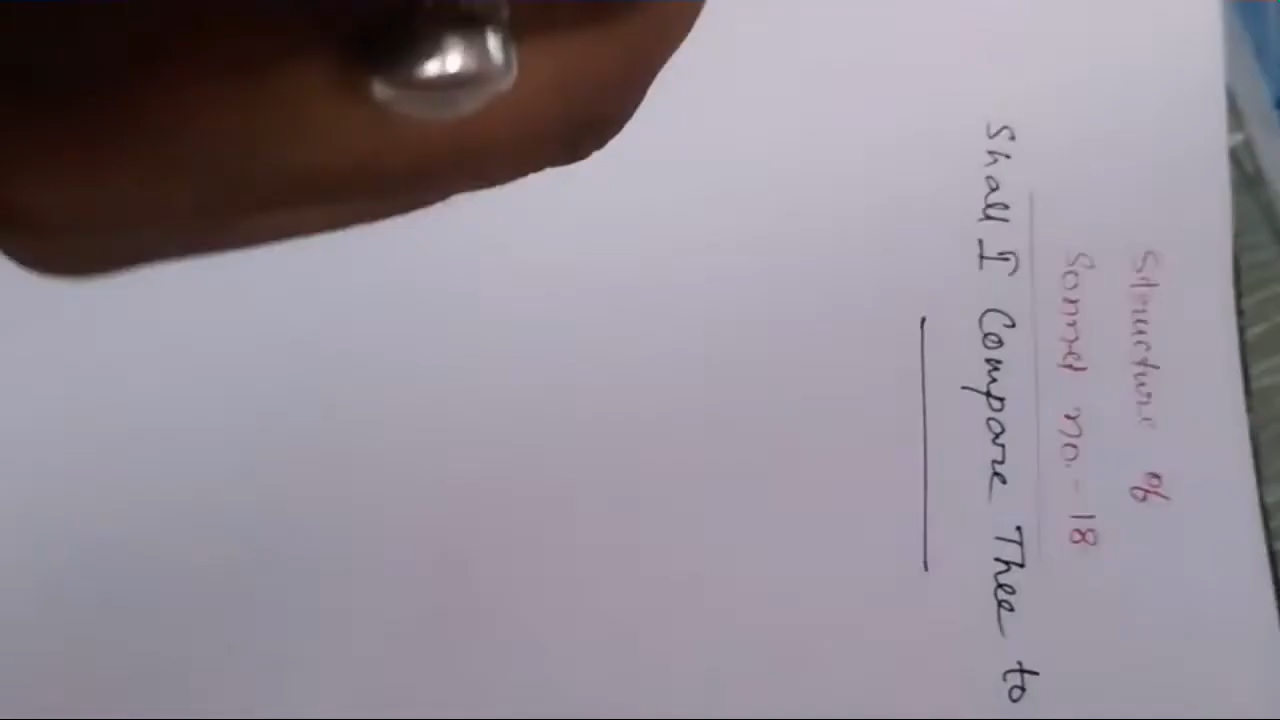 Structure of
Sonnet no. - 18
Shall I Compare Thee to